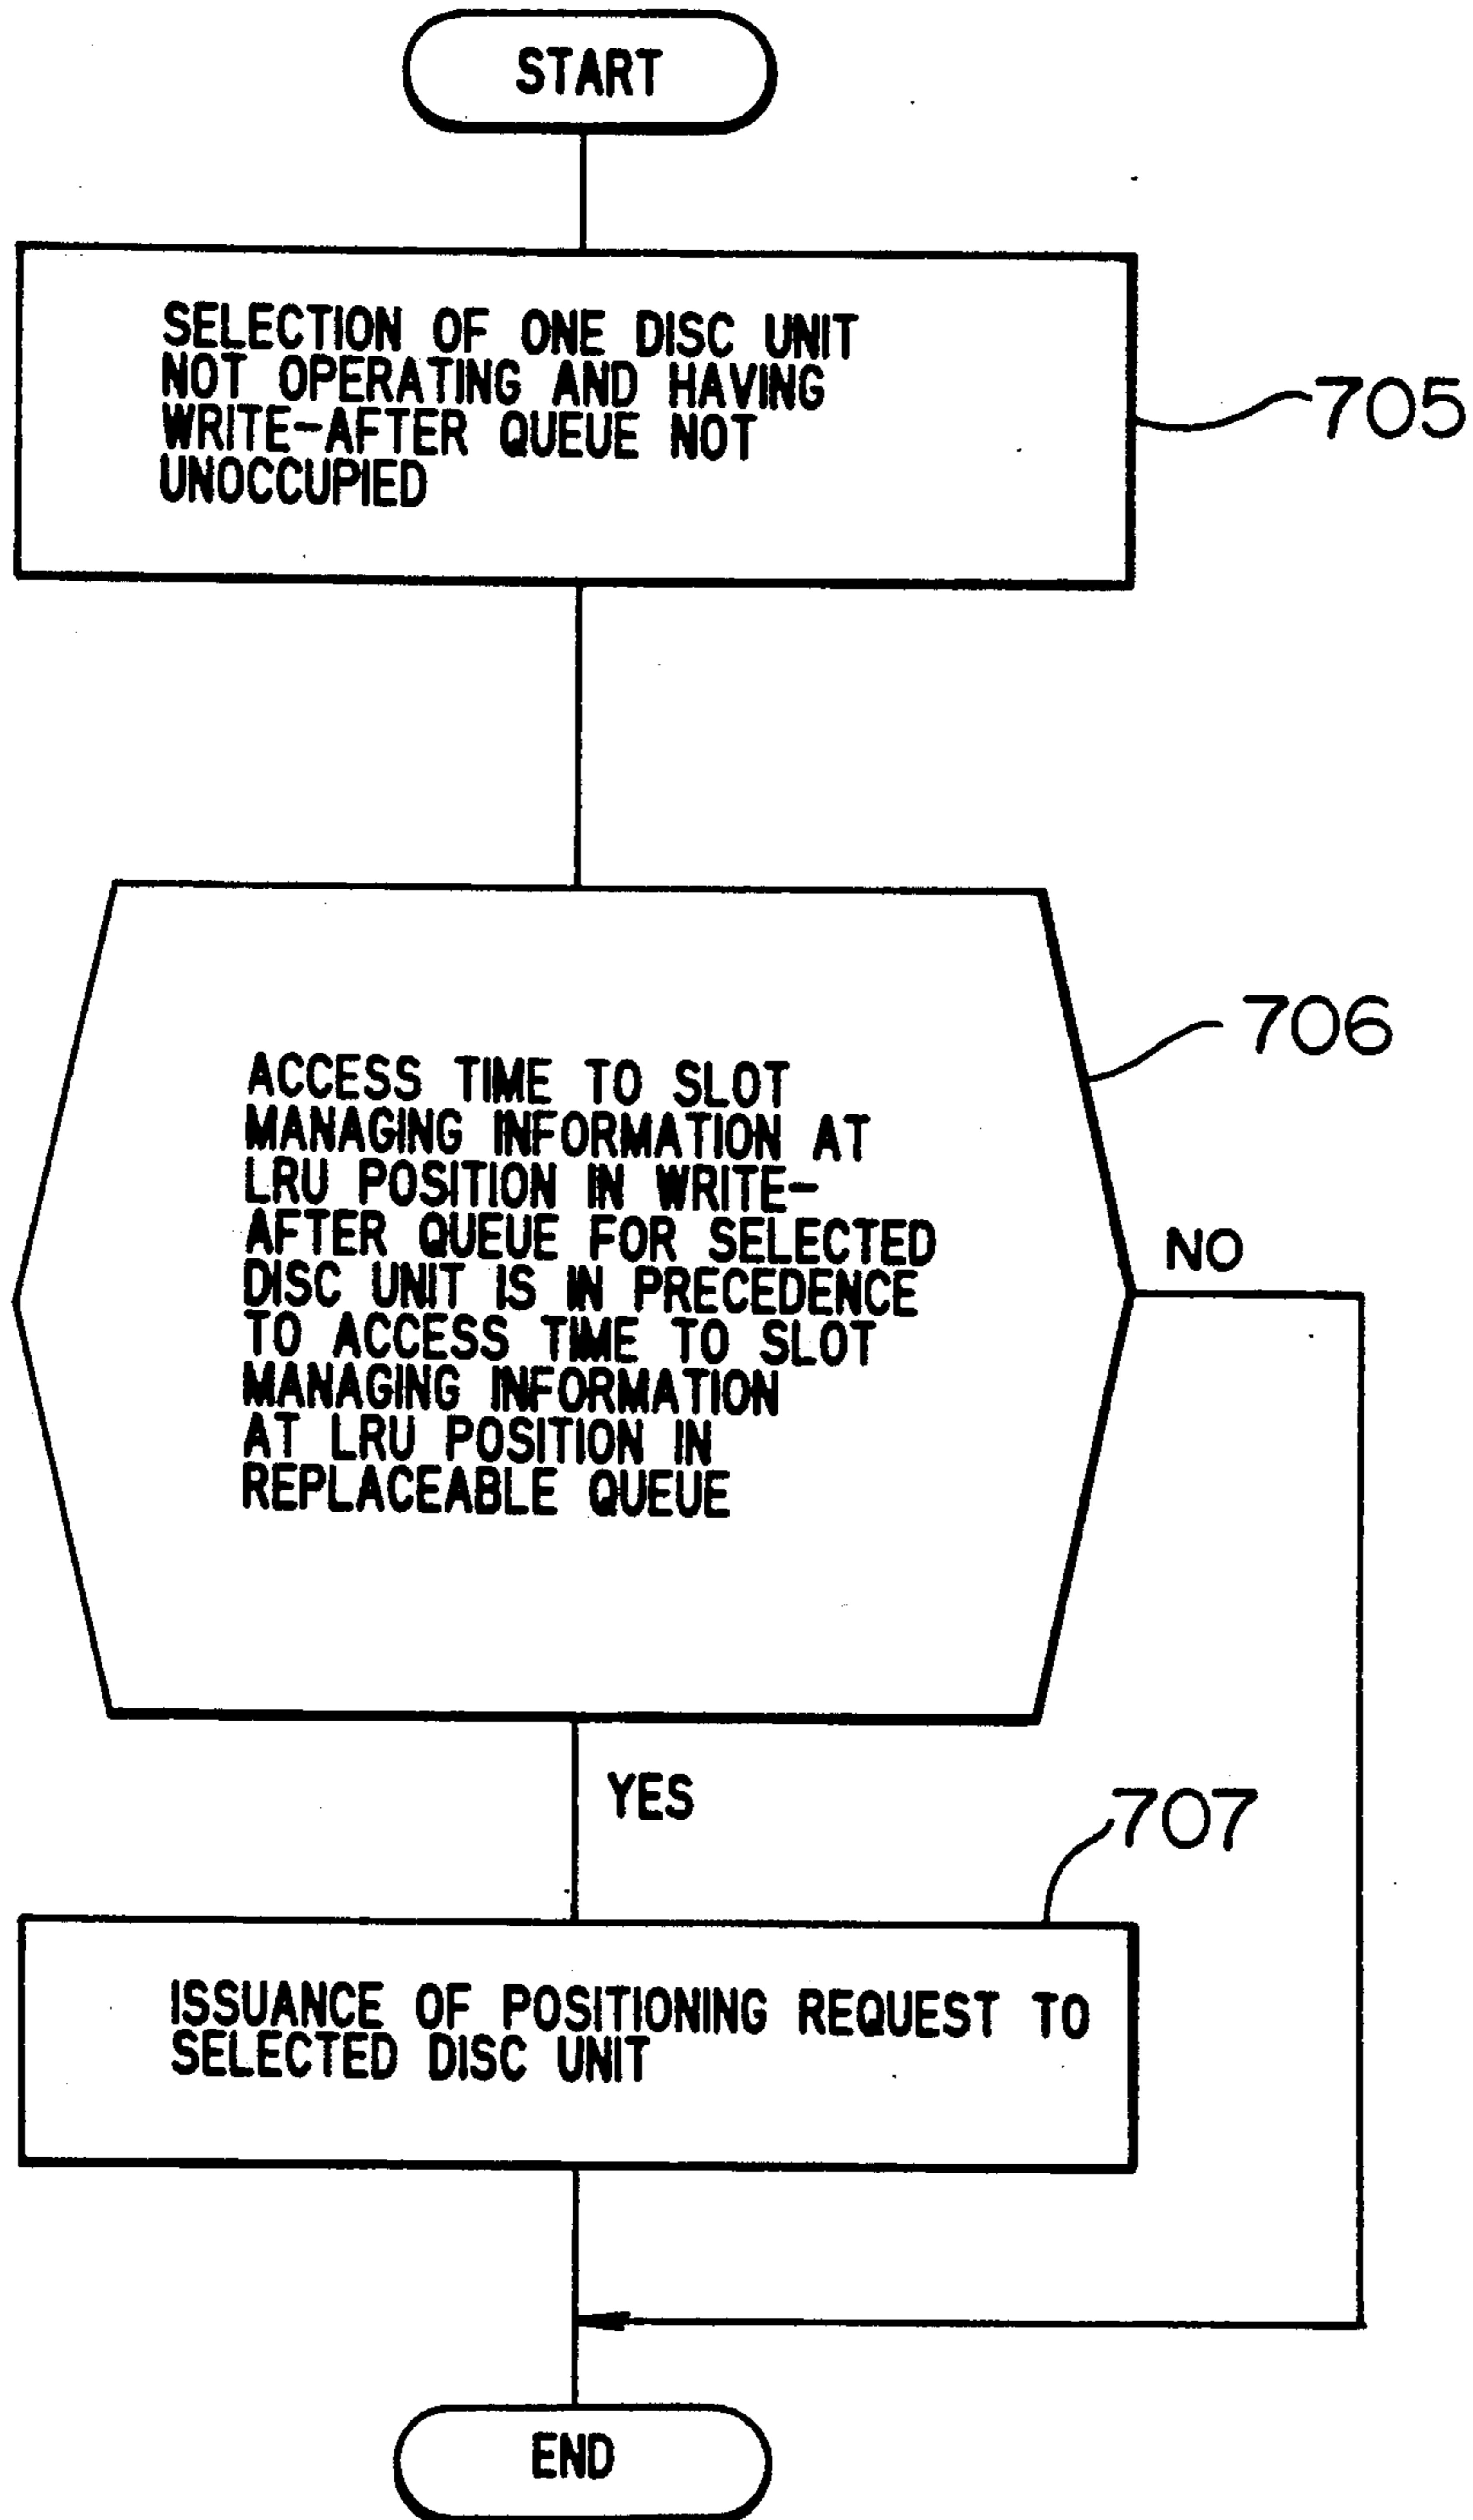 START
SELECTION OF ONE DISC UNIT
NOT OPERATING AND HAVING
WRITE-AFTER QUEUE NOT
UNOCCUPIED
705
706
ACCESS TIME TO SLOT
MANAGING INFORMATION AT
LRU POSITION IN WRITE-
AFTER QUEUE FOR SELECTED
DISC UNIT IS IN PRECEDENCE
TO ACCESS TIME TO SLOT
MANAGING INFORMATION
AT LRU POSITION IN
REPLACEABLE QUEUE
NO
YES
707
ISSUANCE OF POSITIONING REQUEST TO
SELECTED DISC UNIT
END